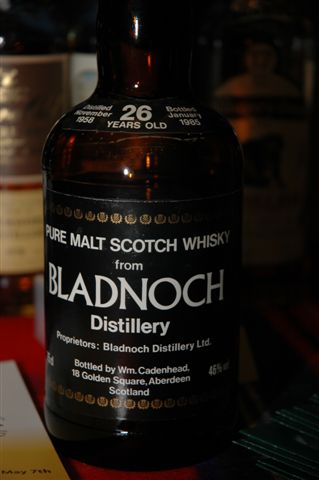 Distilled November 1958
26 YEARS OLD
Bottled January 1985
PURE MALT SCOTCH WHISKY
from
BLADNOCH
Distillery
Proprietors: Bladnoch Distillery Ltd.
Bottled by Wm. Cadenhead,
18 Golden Square, Aberdeen
Scotland
46% vol
May 7th